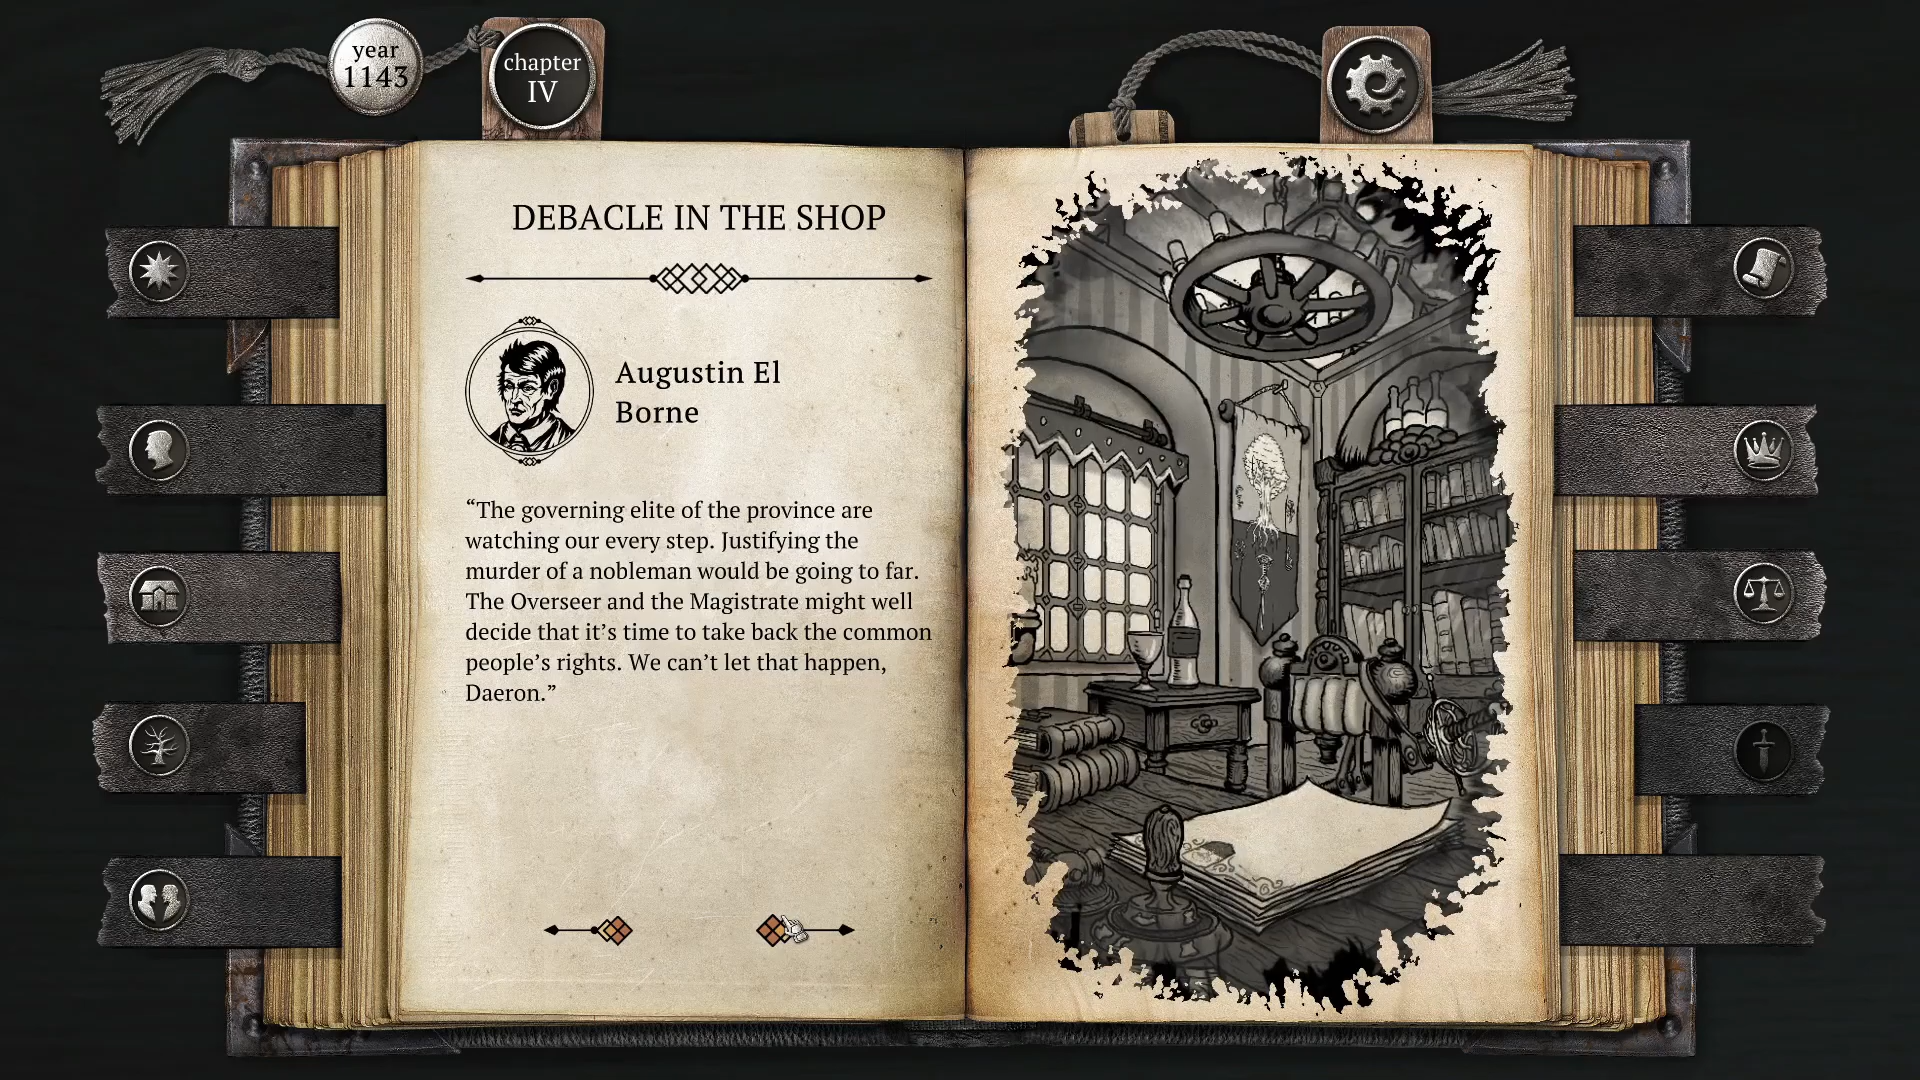 year
1143
chapter
IV
DEBACLE IN THE SHOP
Augustin El
Borne
“The governing elite of the province are
watching our every step. Justifying the
murder of a nobleman would be going to far.
The Overseer and the Magistrate might well
decide that it’s time to take back the common
people’s rights. We can’t let that happen,
Daeron.”